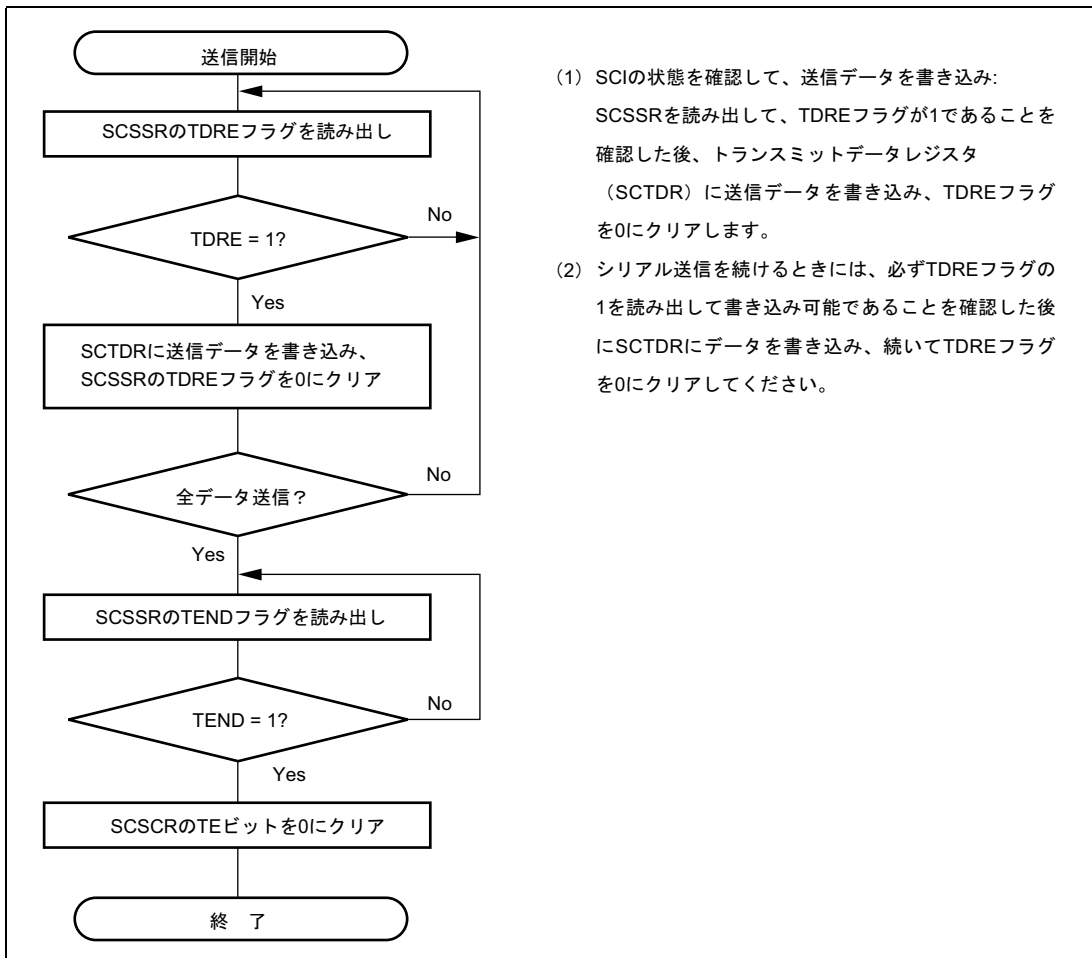 送信開始
SCSSRのTDREフラグを読み出し
TDRE = 1?
No
Yes
SCTDRに送信データを書き込み、
SCSSRのTDREフラグを0にクリア
全データ送信？
No
Yes
SCSSRのTENDフラグを読み出し
TEND = 1?
No
Yes
SCSCRのTEビットを0にクリア
終 了
(1) SCIの状態を確認して、送信データを書き込み:
SCSSRを読み出して、TDREフラグが1であることを
確認した後、トランスミットデータレジスタ
（SCTDR）に送信データを書き込み、TDREフラグ
を0にクリアします。
(2) シリアル送信を続けるときには、必ずTDREフラグの
1を読み出して書き込み可能であることを確認した後
にSCTDRにデータを書き込み、続いてTDREフラグ
を0にクリアしてください。